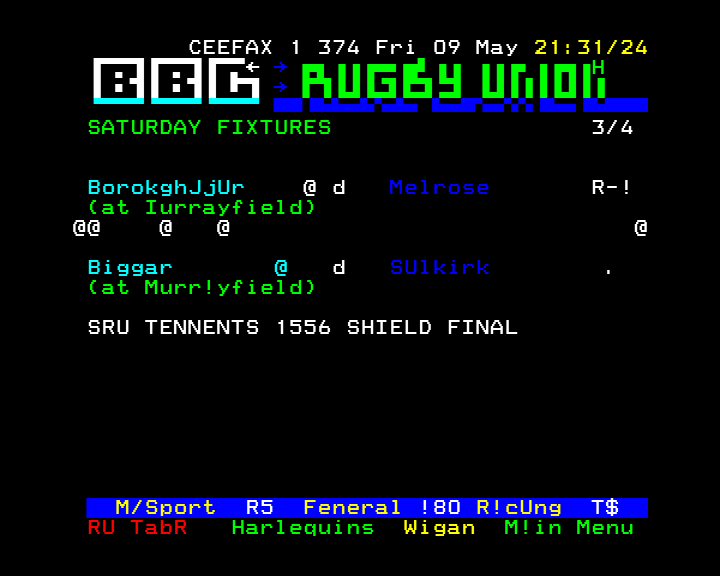 CEEFAX 1 374 Fri 09 May 21:31/24
BBC ← → → RUGBY UNION H
SATURDAY FIXTURES 3/4
BorokghJjUr @ d Melrose R-!
(at Iurrayfield)
@@ @ @ @
Biggar @ d SUlkirk .
(at Murr!yfield)
SRU TENNENTS 1556 SHIELD FINAL
M/Sport R5 Feneral !80 R!cUng T$
RU TabR Harlequins Wigan M!in Menu